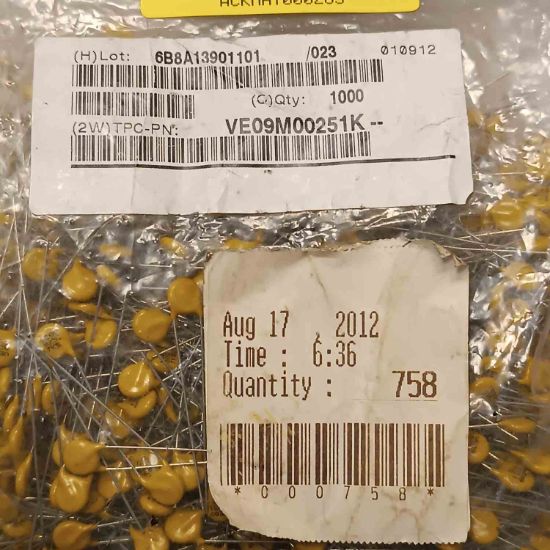 (H)Lot: 6B8A13901101 /023 010912
(Q)Qty: 1000
(2W)TPC-PN: VE09M00251K--
Aug 17 , 2012
Time : 6:36
Quantity : 758
*000758*